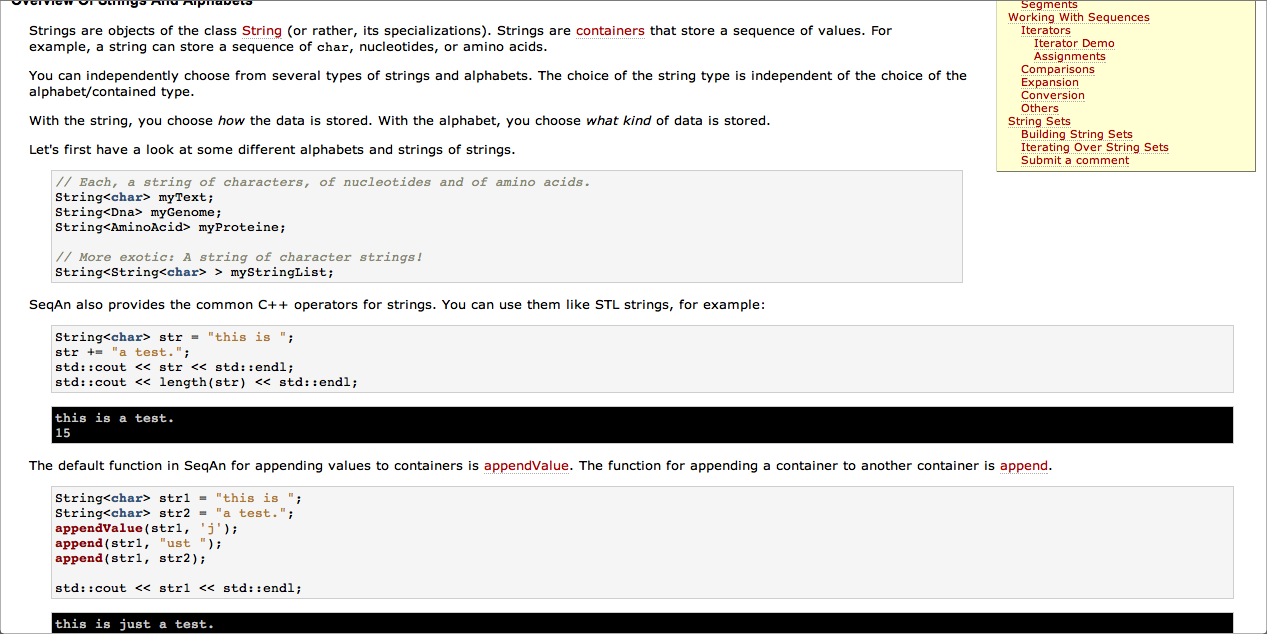 Overview Of Strings And Alphabets
Strings are objects of the class String (or rather, its specializations). Strings are containers that store a sequence of values. For
example, a string can store a sequence of char, nucleotides, or amino acids.
You can independently choose from several types of strings and alphabets. The choice of the string type is independent of the choice of the
alphabet/contained type.
With the string, you choose how the data is stored. With the alphabet, you choose what kind of data is stored.
Let's first have a look at some different alphabets and strings of strings.
// Each, a string of characters, of nucleotides and of amino acids.
String<char> myText;
String<Dna> myGenome;
String<AminoAcid> myProteine;
// More exotic: A string of character strings!
String<String<char> > myStringList;
SeqAn also provides the common C++ operators for strings. You can use them like STL strings, for example:
String<char> str = "this is ";
str += "a test.";
std::cout << str << std::endl;
std::cout << length(str) << std::endl;
this is a test.
15
The default function in SeqAn for appending values to containers is appendValue. The function for appending a container to another container is append.
String<char> str1 = "this is ";
String<char> str2 = "a test.";
appendValue(str1, 'j');
append(str1, "ust ");
append(str1, str2);
std::cout << str1 << std::endl;
this is just a test.
Segments
Working With Sequences
Iterators
Iterator Demo
Assignments
Comparisons
Expansion
Conversion
Others
String Sets
Building String Sets
Iterating Over String Sets
Submit a comment